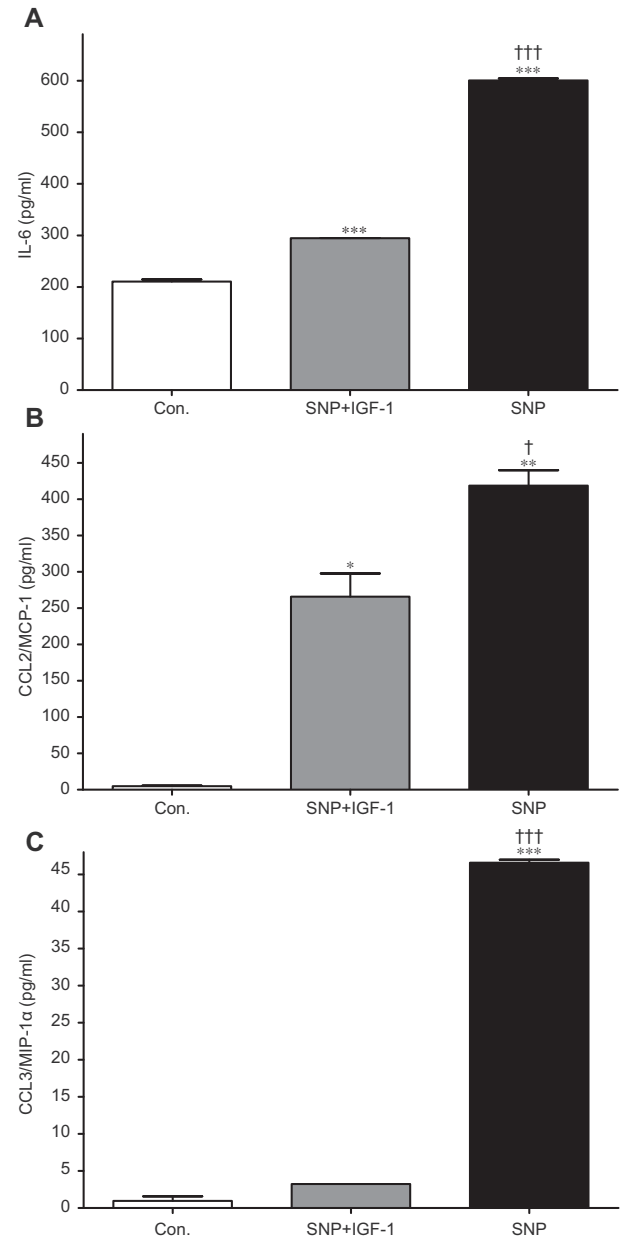 A
IL-6 (pg/ml)
600
500
400
300
200
100
0
†††
***
***
Con.
SNP+IGF-1
SNP
B
CCL2/MCP-1 (pg/ml)
450
400
350
300
250
200
150
100
50
0
†
**
*
Con.
SNP+IGF-1
SNP
C
CCL3/MIP-1α (pg/ml)
45
40
35
30
25
20
15
10
5
0
†††
***
Con.
SNP+IGF-1
SNP